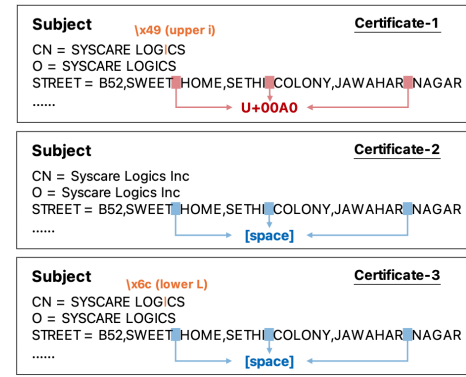 Subject
Certificate-1
\x49 (upper i)
CN = SYSCARE LOGICS
O = SYSCARE LOGICS
STREET = B52,SWEET HOME,SETHI COLONY,JAWAHAR NAGAR
U+00A0
......
Subject
Certificate-2
CN = Syscare Logics Inc
O = Syscare Logics Inc
STREET = B52,SWEET HOME,SETHI COLONY,JAWAHAR NAGAR
[space]
......
Subject
Certificate-3
\x6c (lower L)
CN = SYSCARE LOGlCS
O = SYSCARE LOGICS
STREET = B52,SWEET HOME,SETHI COLONY,JAWAHAR NAGAR
[space]
......